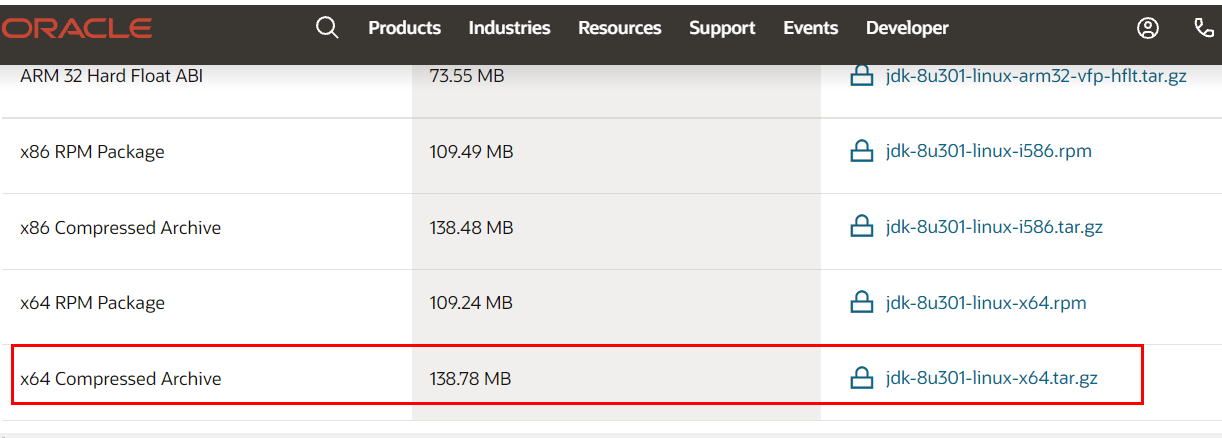 ORACLE Products Industries Resources Support Events Developer
ARM 32 Hard Float ABI 73.55 MB jdk-8u301-linux-arm32-vfp-hflt.tar.gz
x86 RPM Package 109.49 MB jdk-8u301-linux-i586.rpm
x86 Compressed Archive 138.48 MB jdk-8u301-linux-i586.tar.gz
x64 RPM Package 109.24 MB jdk-8u301-linux-x64.rpm
x64 Compressed Archive 138.78 MB jdk-8u301-linux-x64.tar.gz